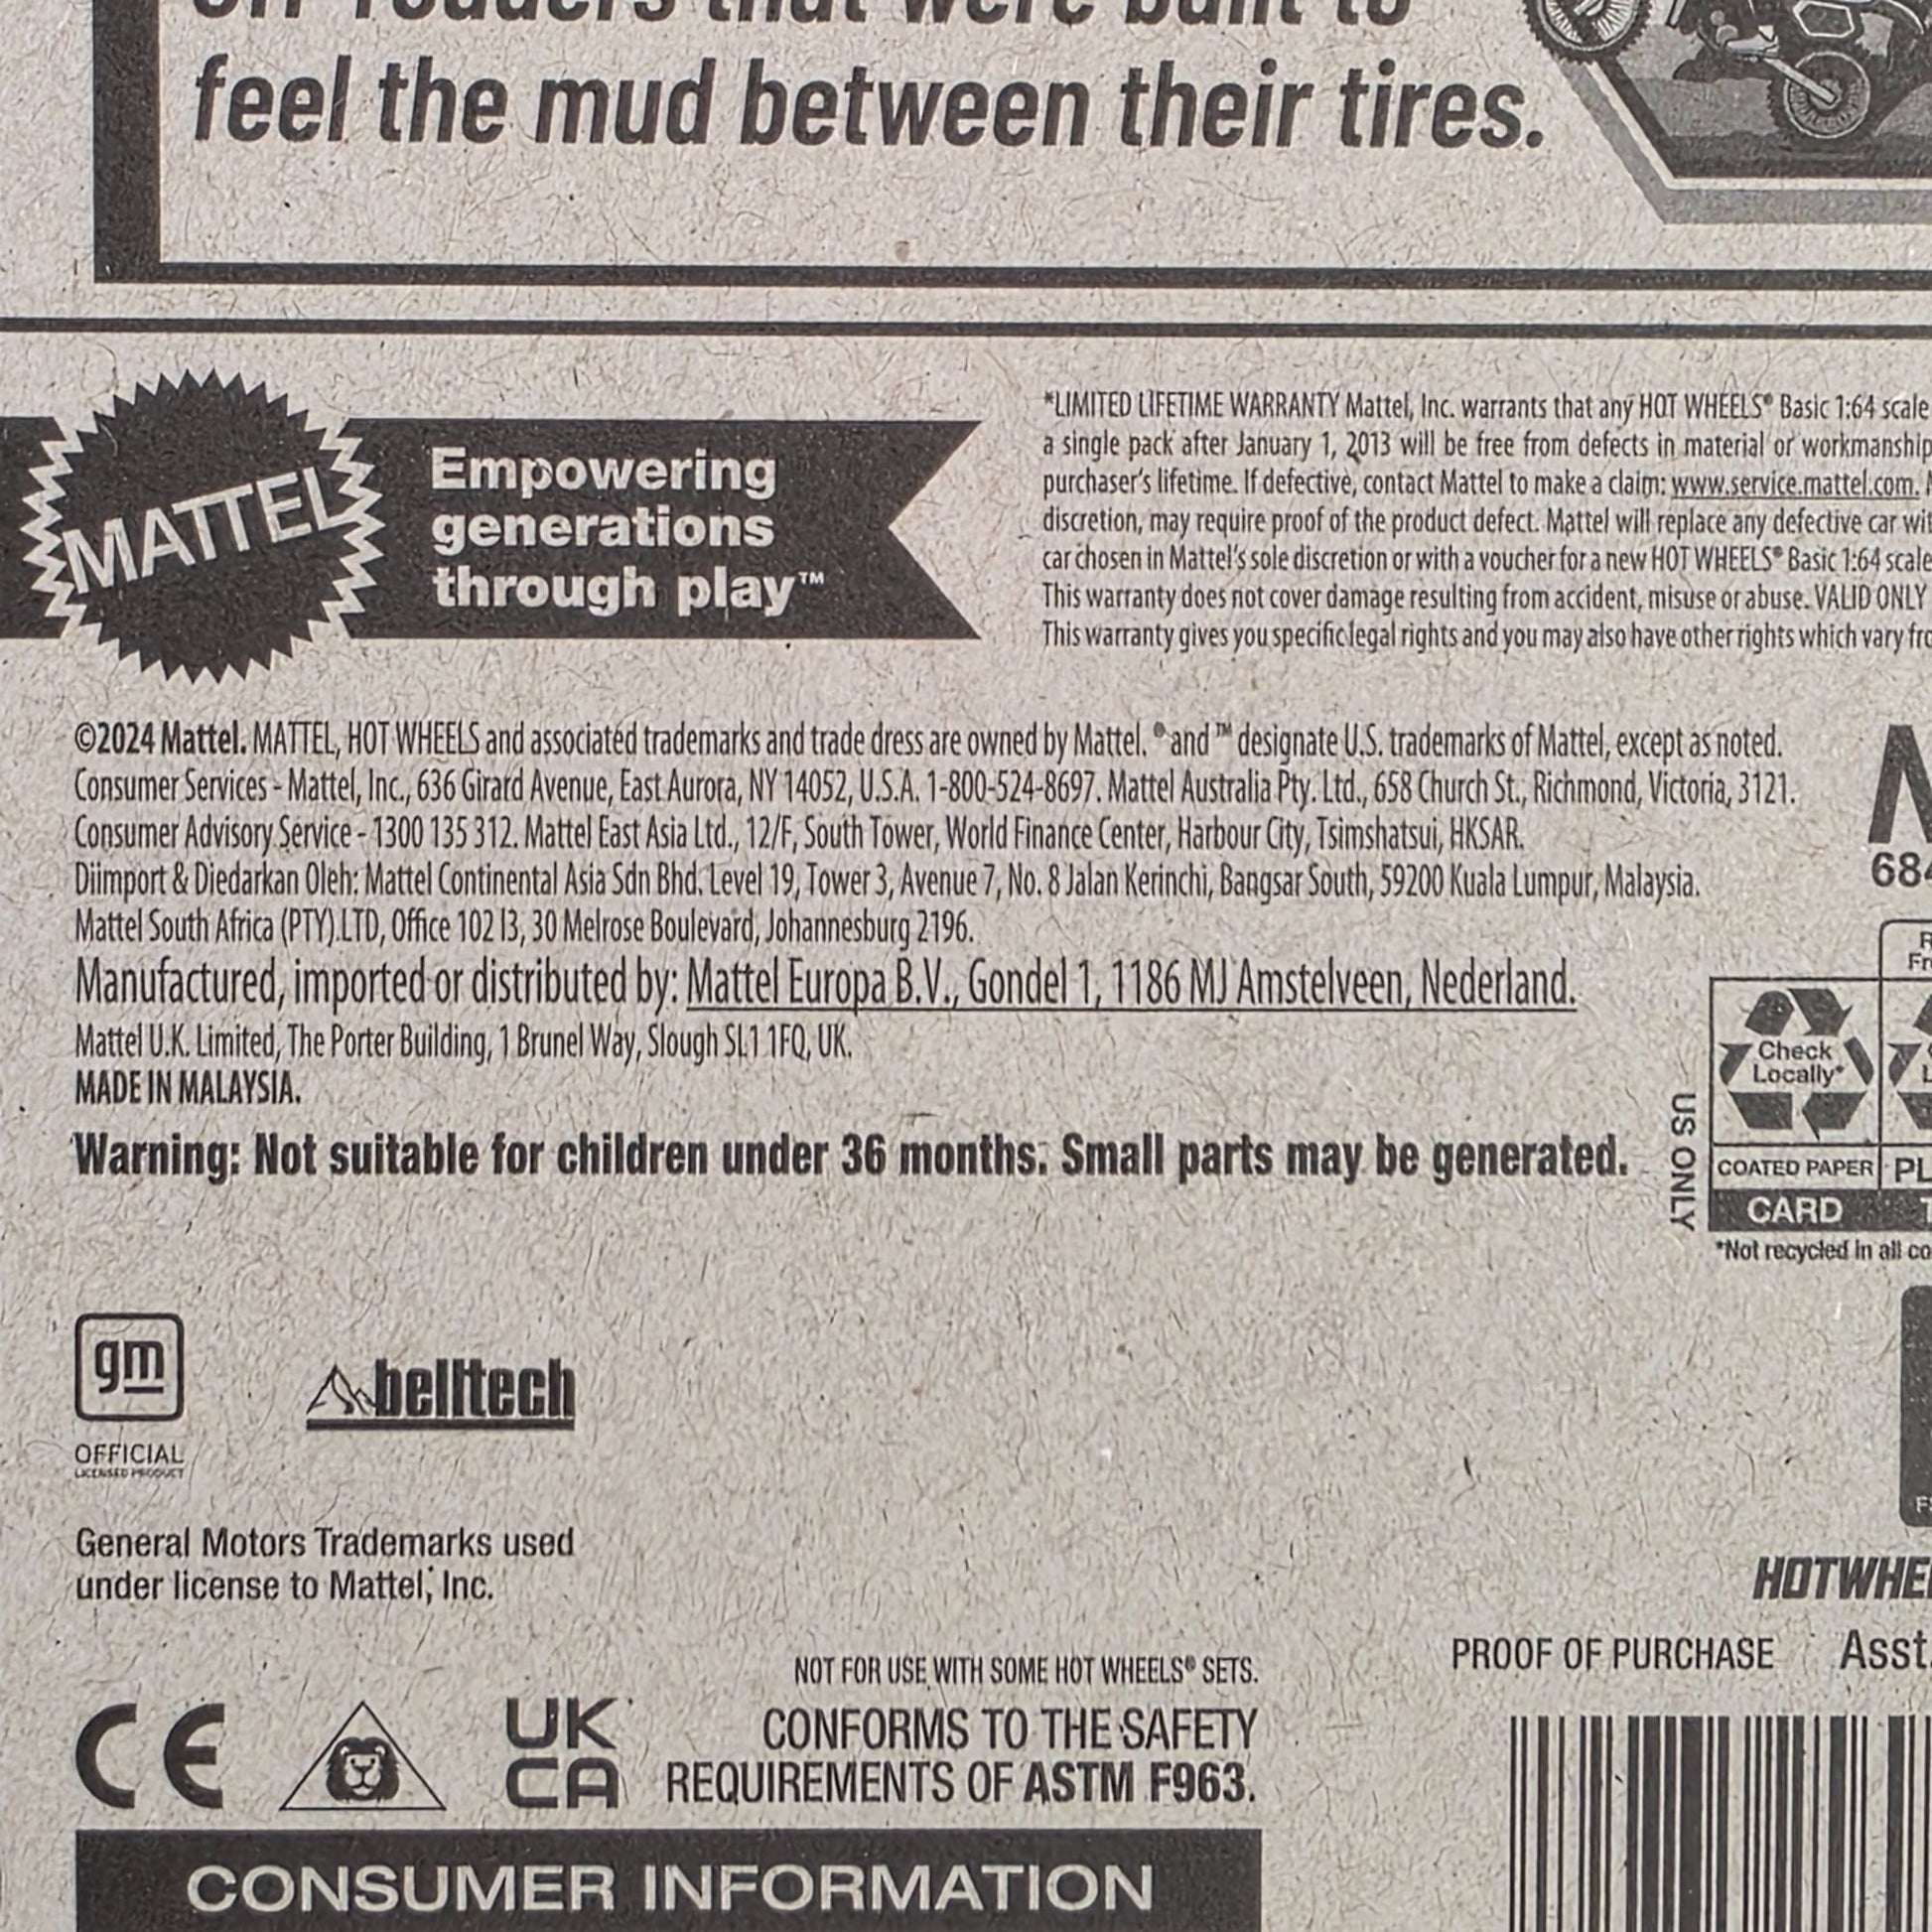 feel the mud between their tires.
MATTEL
Empowering
generations
through play™
*LIMITED LIFETIME WARRANTY Mattel, Inc. warrants that any HOT WHEELS® Basic 1:64 scale
a single pack after January 1, 2013 will be free from defects in material or workmanship
purchaser's lifetime. If defective, contact Mattel to make a claim: www.service.mattel.com.
discretion, may require proof of the product defect. Mattel will replace any defective car
car chosen in Mattel's sole discretion or with a voucher for a new HOT WHEELS® Basic 1:64 scale
This warranty does not cover damage resulting from accident, misuse or abuse. VALID ONLY
This warranty gives you specific legal rights and you may also have other rights which vary
©2024 Mattel. MATTEL, HOT WHEELS and associated trademarks and trade dress are owned by Mattel. ® and ™ designate U.S. trademarks of Mattel, except as noted.
Consumer Services - Mattel, Inc., 636 Girard Avenue, East Aurora, NY 14052, U.S.A. 1-800-524-8697. Mattel Australia Pty. Ltd., 658 Church St., Richmond, Victoria, 3121.
Consumer Advisory Service - 1300 135 312. Mattel East Asia Ltd., 12/F, South Tower, World Finance Center, Harbour City, Tsimshatsui, HKSAR.
Diimport & Diedarkan Oleh: Mattel Continental Asia Sdn Bhd. Level 19, Tower 3, Avenue 7, No. 8 Jalan Kerinchi, Bangsar South, 59200 Kuala Lumpur, Malaysia.
Mattel South Africa (PTY).LTD, Office 102 I3, 30 Melrose Boulevard, Johannesburg 2196.
Manufactured, imported or distributed by: Mattel Europa B.V., Gondel 1, 1186 MJ Amstelveen, Nederland.
Mattel U.K. Limited, The Porter Building, 1 Brunel Way, Slough SL1 1FQ, UK.
MADE IN MALAYSIA.
Warning: Not suitable for children under 36 months. Small parts may be generated.
US ONLY
Check
Locally*
COATED PAPER
CARD
*Not recycled in all
gm
OFFICIAL
LICENSED PRODUCT
belltech
General Motors Trademarks used
under license to Mattel, Inc.
PROOF OF PURCHASE Asst.
NOT FOR USE WITH SOME HOT WHEELS® SETS.
CONFORMS TO THE SAFETY
REQUIREMENTS OF ASTM F963.
CE
UK
CA
CONSUMER INFORMATION